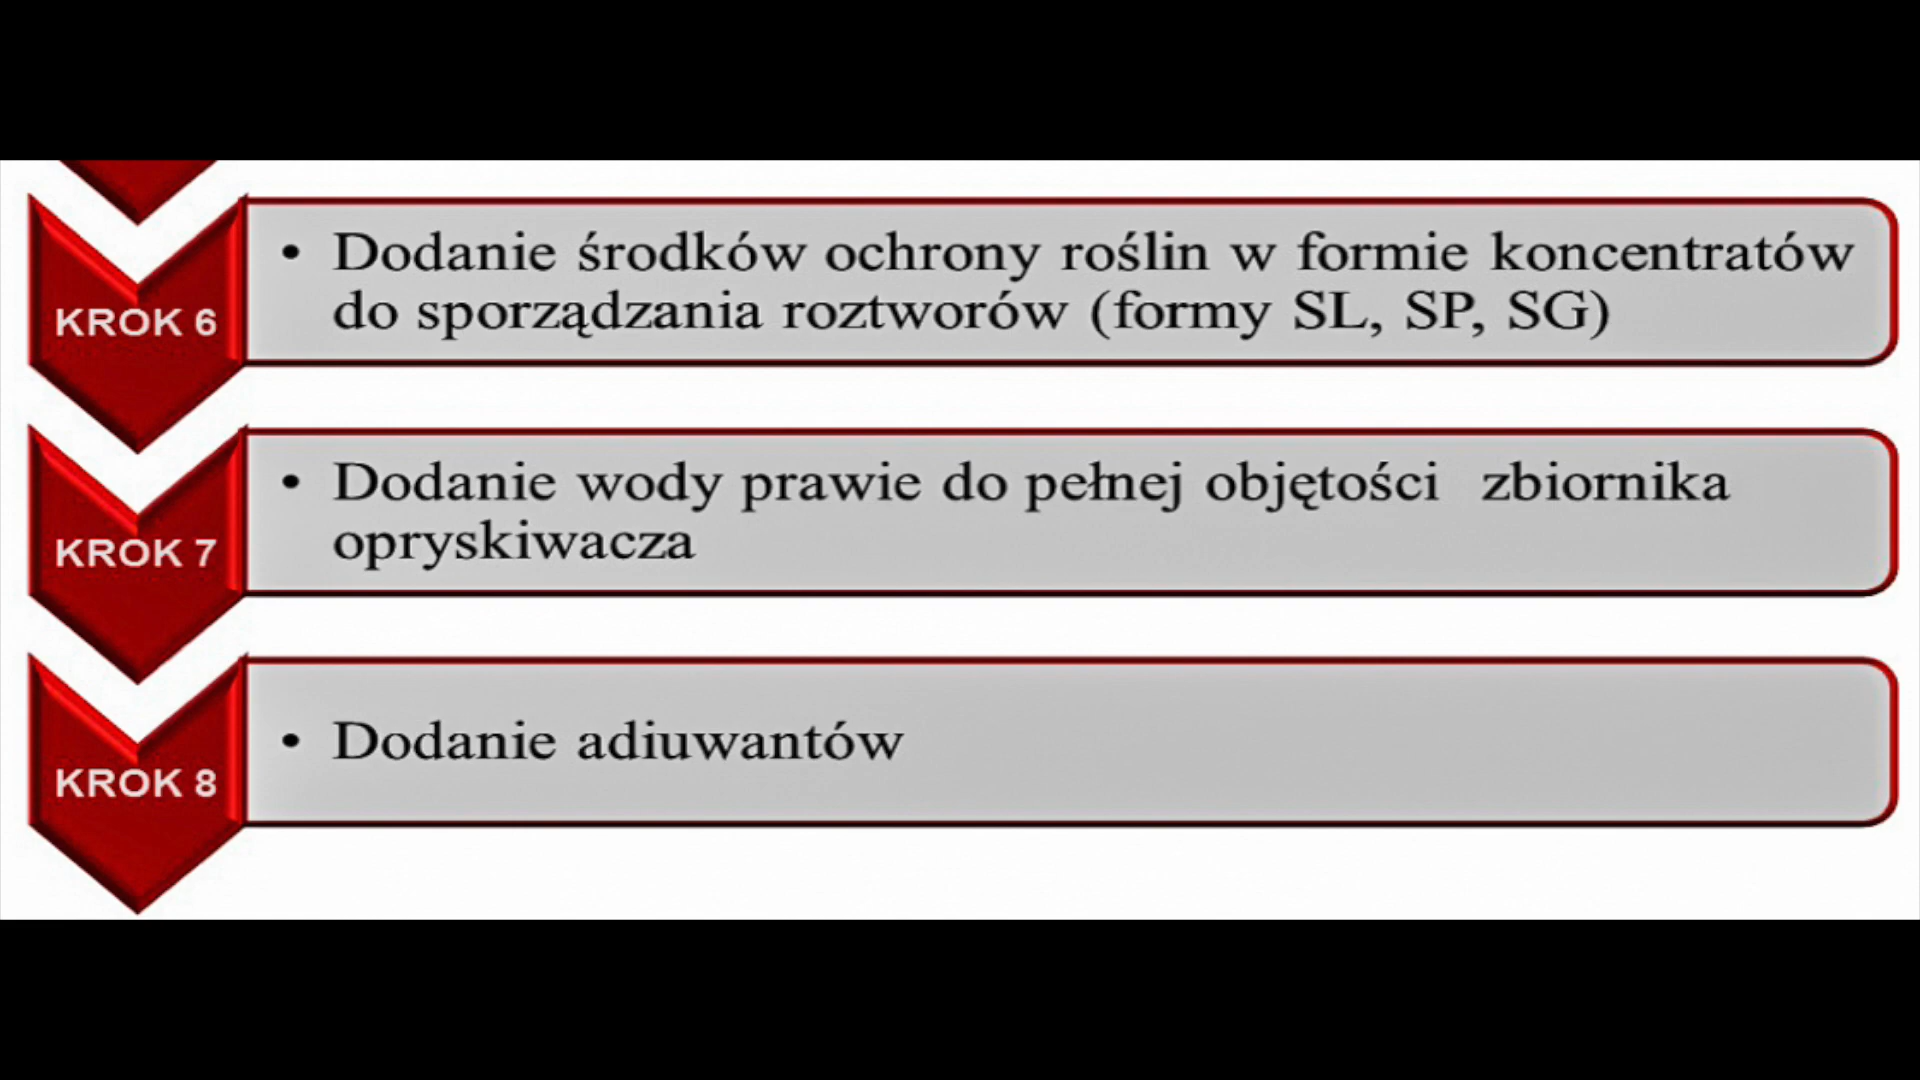 KROK 6
• Dodanie środków ochrony roślin w formie koncentratów
do sporządzania roztworów (formy SL, SP, SG)
KROK 7
• Dodanie wody prawie do pełnej objętości zbiornika
opryskiwacza
KROK 8
• Dodanie adiuwantów